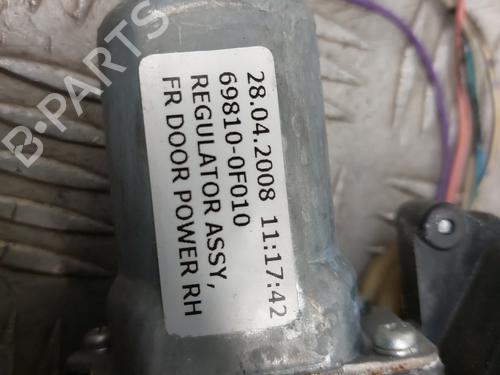 28.04.2008 11:17:42
69810-0F010
REGULATOR ASSY,
FR DOOR POWER RH
B-PARTS